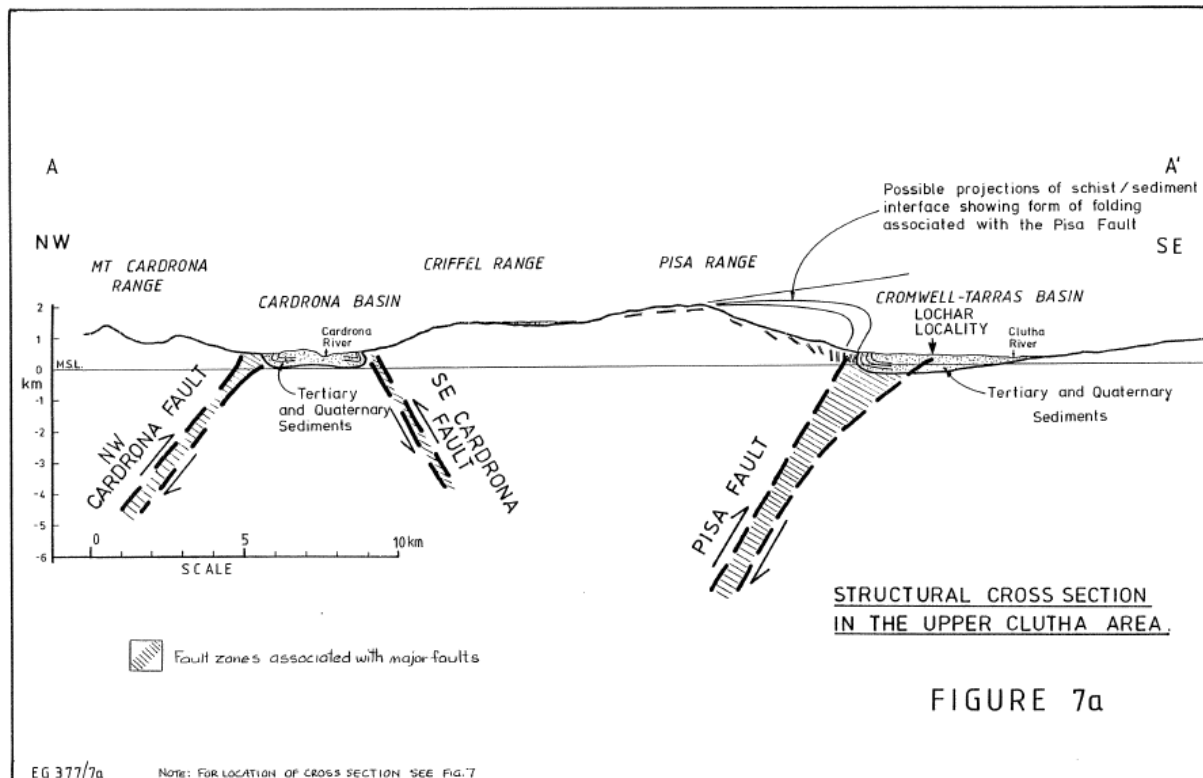 A
A'
Possible projections of schist/sediment
interface showing form of folding
associated with the Pisa Fault
NW
SE
MT CARDRONA
RANGE
CRIFFEL RANGE
PISA RANGE
CARDRONA BASIN
CROMWELL-TARRAS BASIN
LOCHAR
LOCALITY
Cardrona
River
Clutha
River
2
1
M.S.L.
0
km
-1
-2
-3
-4
-5
-6
Tertiary
and Quaternary
Sediments
Tertiary and Quaternary
Sediments
NW
CARDRONA FAULT
SE CARDRONA
FAULT
PISA FAULT
0 5 10 km
SCALE
STRUCTURAL CROSS SECTION
IN THE UPPER CLUTHA AREA.
Fault zones associated with major faults
FIGURE 7a
EG 377/7a
NOTE: FOR LOCATION OF CROSS SECTION SEE FIG. 7